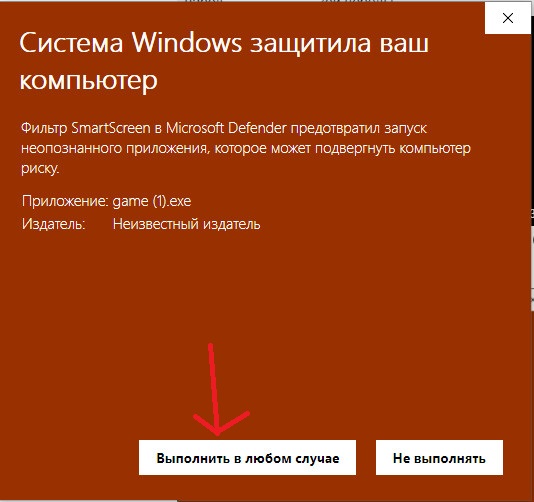 Система Windows защитила ваш
компьютер
Фильтр SmartScreen в Microsoft Defender предотвратил запуск
неопознанного приложения, которое может подвергнуть компьютер
риску.
Приложение: game (1).exe
Издатель: Неизвестный издатель
Выполнить в любом случае
Не выполнять